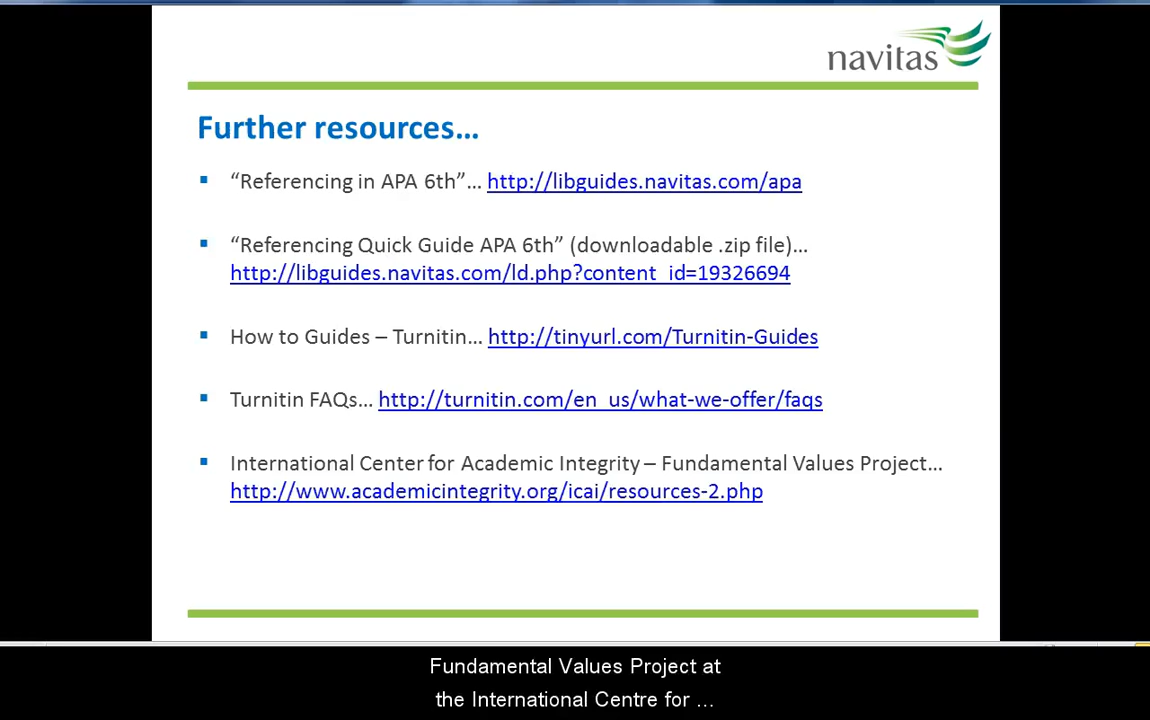 navitas
Further resources…
▪ “Referencing in APA 6th”… http://libguides.navitas.com/apa
▪ “Referencing Quick Guide APA 6th” (downloadable .zip file)…
http://libguides.navitas.com/ld.php?content_id=19326694
▪ How to Guides – Turnitin… http://tinyurl.com/Turnitin-Guides
▪ Turnitin FAQs… http://turnitin.com/en_us/what-we-offer/faqs
▪ International Center for Academic Integrity – Fundamental Values Project…
http://www.academicintegrity.org/icai/resources-2.php
Fundamental Values Project at
the International Centre for ...